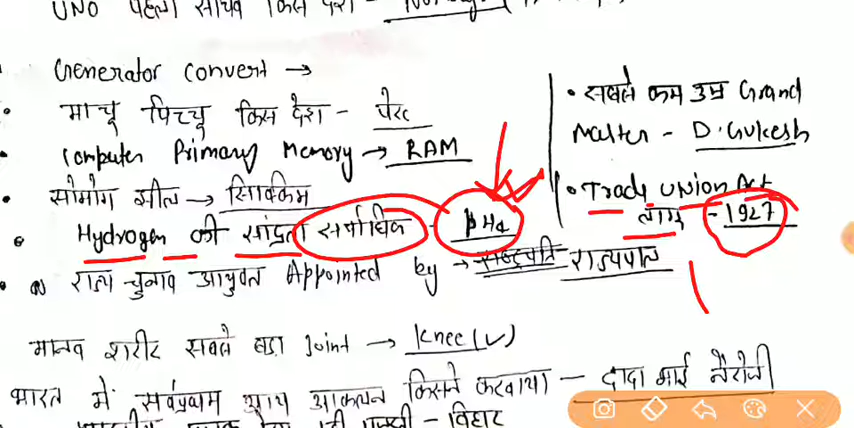 UNO पहला सचिव किस देश -
Generator convert →
माचू पिच्चू किस देश - पेरू
Computer Primary Memory → RAM
सोमोंग झील → सिक्किम
Hydrogen की सांद्रता सर्वाधिक - pH4
राज्य चुनाव आयुक्त Appointed by → राष्ट्रपति राज्यपाल
मानव शरीर सबसे बड़ा Joint → Knee (✓)
भारत में सर्वप्रथम आय आकलन किसने करवाया - दादा भाई नौरोजी
- बिहार
• सबसे कम उम्र Grand
Master - D. Gukesh
• Trade Union Act
लागू - 1927